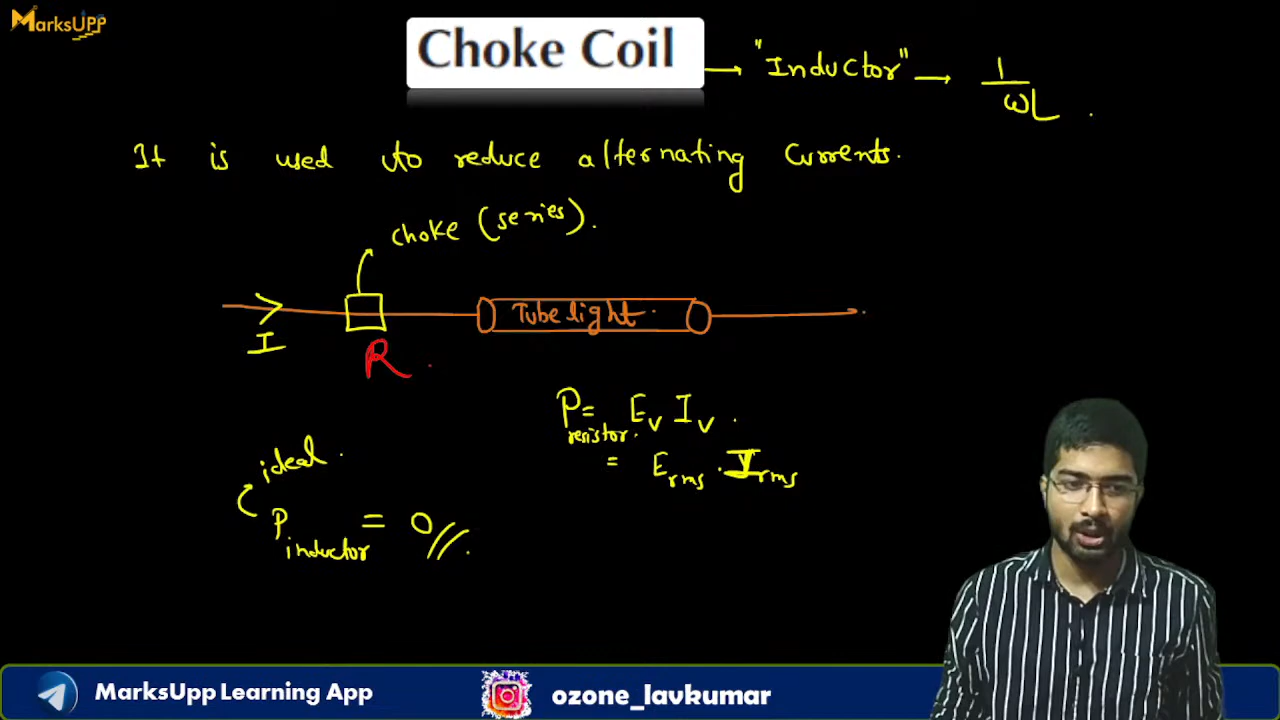 MarksUPP
Choke Coil → "Inductor" → 1/ωL
It is used to reduce alternating currents.
choke (series).
I
Tube light.
R
P resistor = Ev Iv
= Erms . Irms
ideal
P inductor = 0//
MarksUpp Learning App
ozone_lavkumar